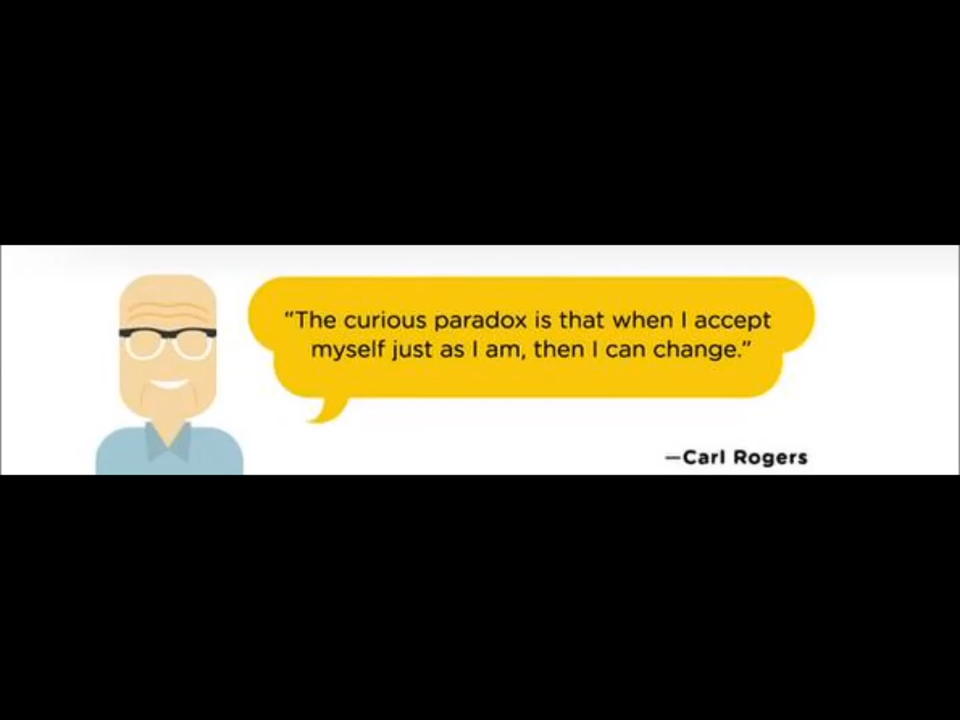 “The curious paradox is that when I accept
myself just as I am, then I can change.”
—Carl Rogers